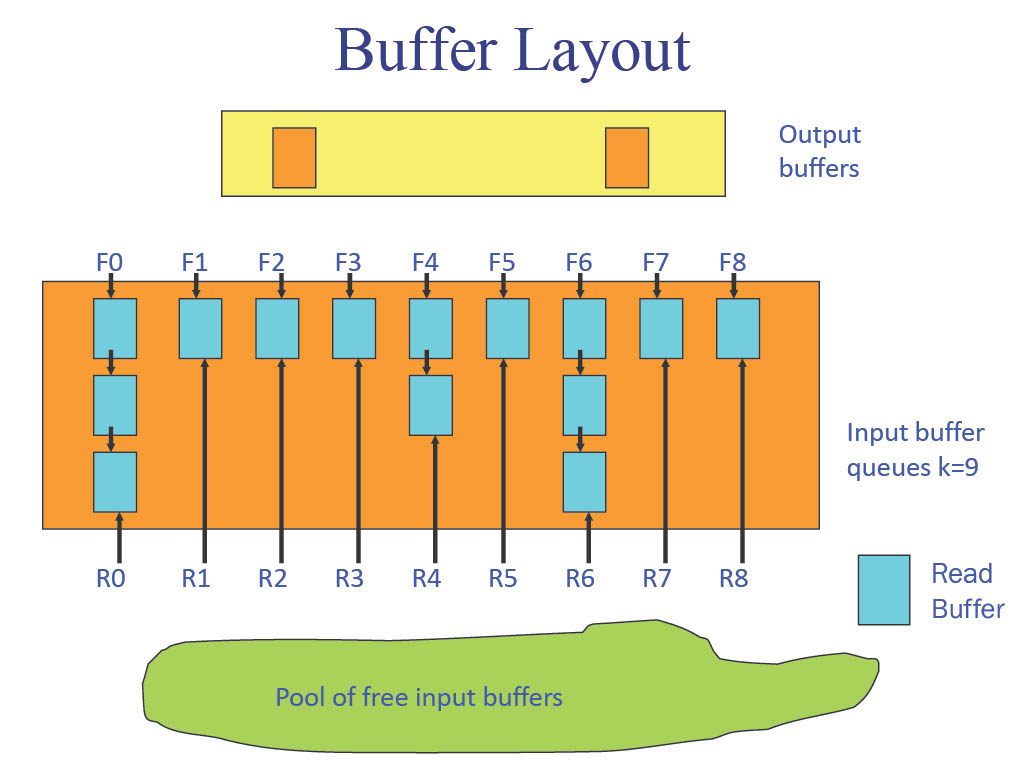 Buffer Layout
Output
buffers
F0 F1 F2 F3 F4 F5 F6 F7 F8
Input buffer
queues k=9
R0 R1 R2 R3 R4 R5 R6 R7 R8
Read
Buffer
Pool of free input buffers